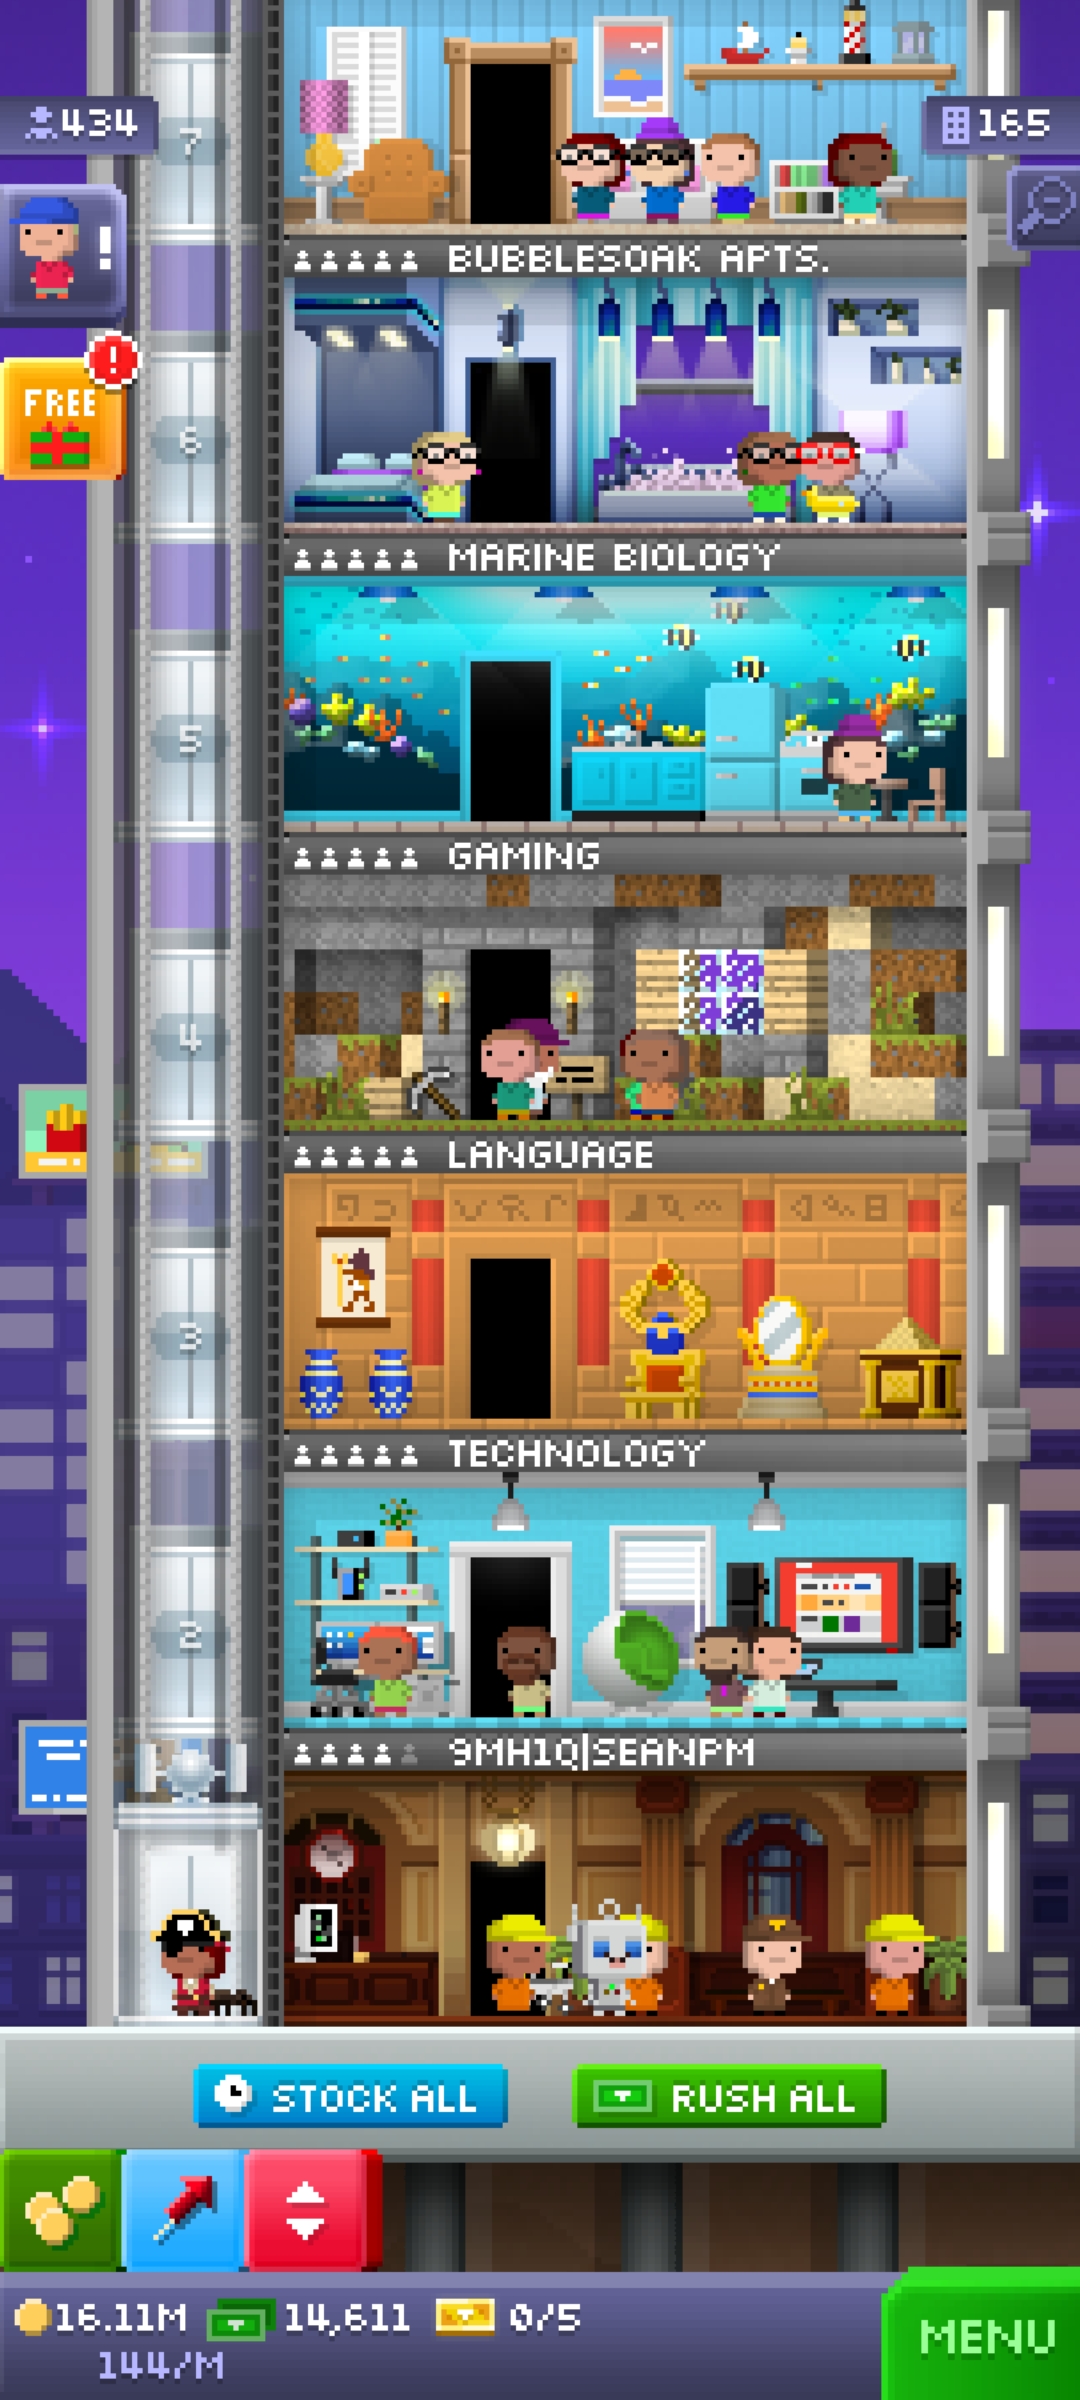 7
434
165
!
BUBBLESOAK APTS.
FREE
!
6
MARINE BIOLOGY
5
GAMING
4
LANGUAGE
3
TECHNOLOGY
2
9MH1Q|SEANPM
STOCK ALL
RUSH ALL
16.11M
14,611
0/5
144/M
MENU